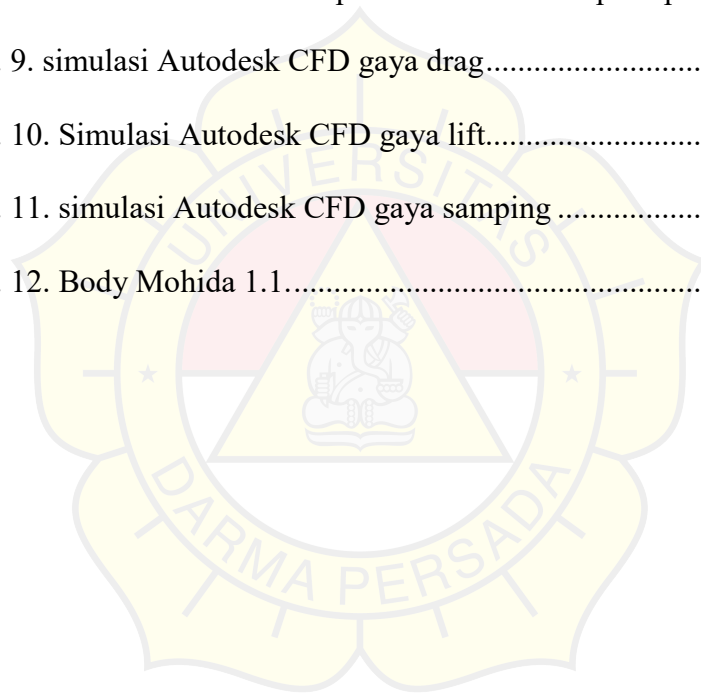 . 9. simulasi Autodesk CFD gaya drag..........................
. 10. Simulasi Autodesk CFD gaya lift..........................
. 11. simulasi Autodesk CFD gaya samping .................
. 12. Body Mohida 1.1..................................................
UNIVERSITAS
DARMA PERSADA